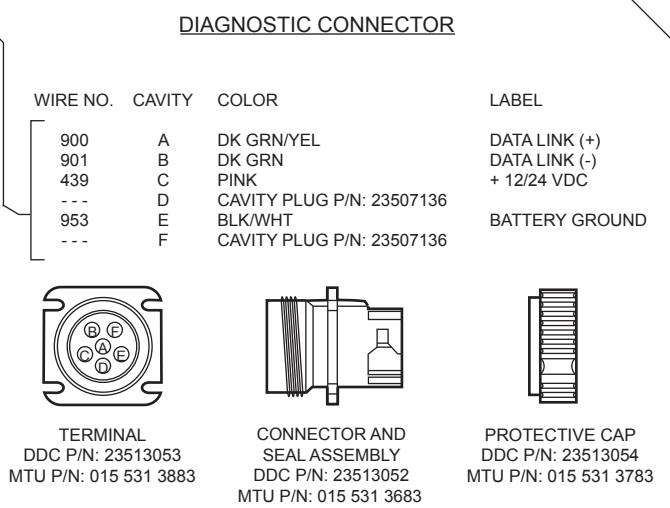 DIAGNOSTIC CONNECTOR
WIRE NO. CAVITY COLOR LABEL
900 A DK GRN/YEL DATA LINK (+)
901 B DK GRN DATA LINK (-)
439 C PINK + 12/24 VDC
- - - D CAVITY PLUG P/N: 23507136
953 E BLK/WHT BATTERY GROUND
- - - F CAVITY PLUG P/N: 23507136
B F
A
C E
D
TERMINAL
DDC P/N: 23513053
MTU P/N: 015 531 3883
CONNECTOR AND
SEAL ASSEMBLY
DDC P/N: 23513052
MTU P/N: 015 531 3683
PROTECTIVE CAP
DDC P/N: 23513054
MTU P/N: 015 531 3783